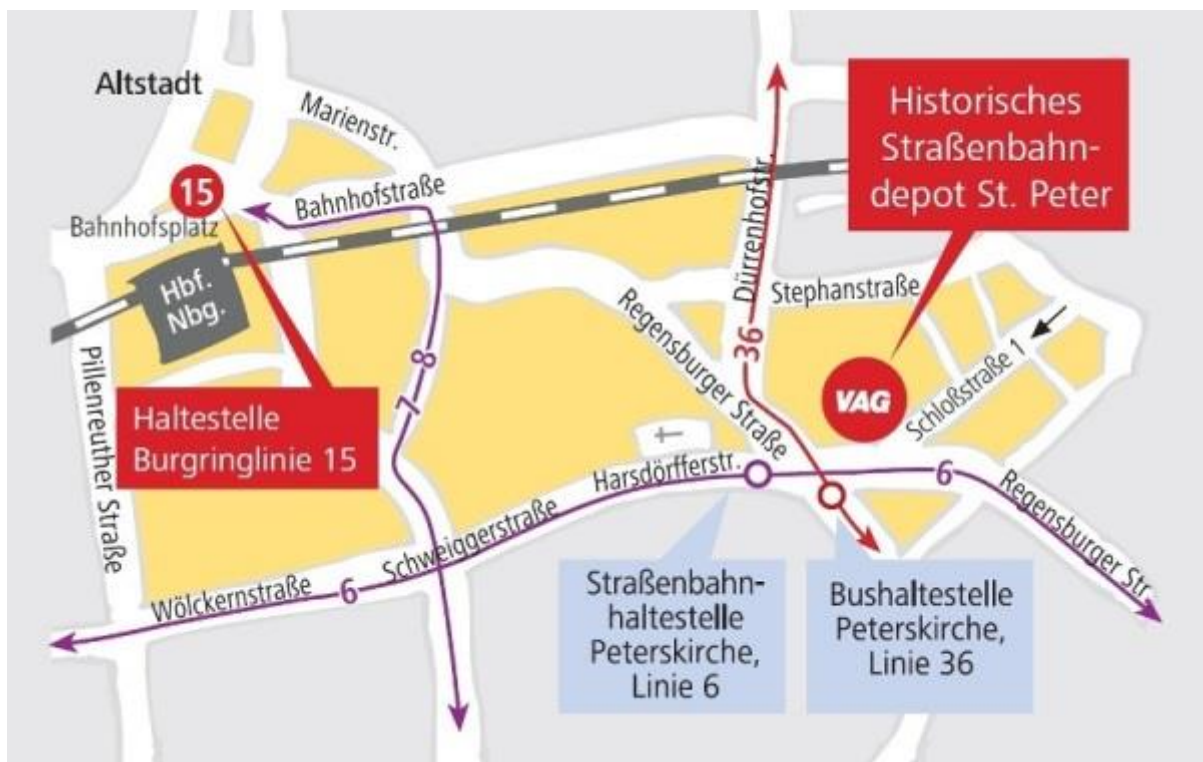 Altstadt
Marienstr.
15
Bahnhofsplatz
Bahnhofstraße
Hbf.
Nbg.
Pillenreuther Straße
Haltestelle
Burgringlinie 15
8
7
Dürrenhofstr.
36
Historisches
Straßenbahn-
depot St. Peter
Stephanstraße
Regensburger Straße
VAG
Schloßstraße 1
Harsdörfferstr.
Schweiggerstraße
Wölckernstraße
6
6
Regensburger Str.
Straßenbahn-
haltestelle
Peterskirche,
Linie 6
Bushaltestelle
Peterskirche,
Linie 36